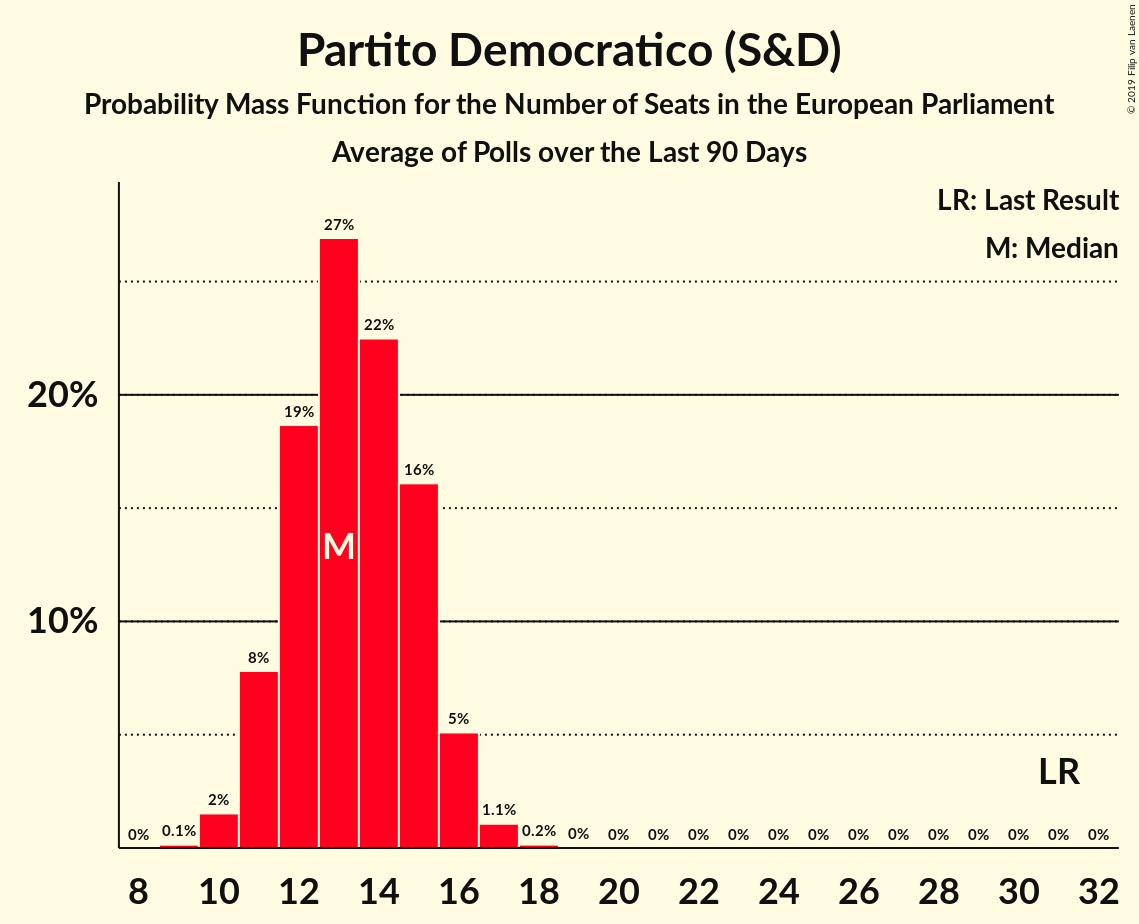 Partito Democratico (S&D)
Probability Mass Function for the Number of Seats in the European Parliament
Average of Polls over the Last 90 Days
© 2019 Filip van Laenen
LR: Last Result
M: Median
27%
22%
20%
19%
16%
M
10%
8%
5%
LR
2%
1.1%
0% 0.1% 0.2% 0% 0% 0% 0% 0% 0% 0% 0% 0% 0% 0% 0% 0% 0%
8 10 12 14 16 18 20 22 24 26 28 30 32